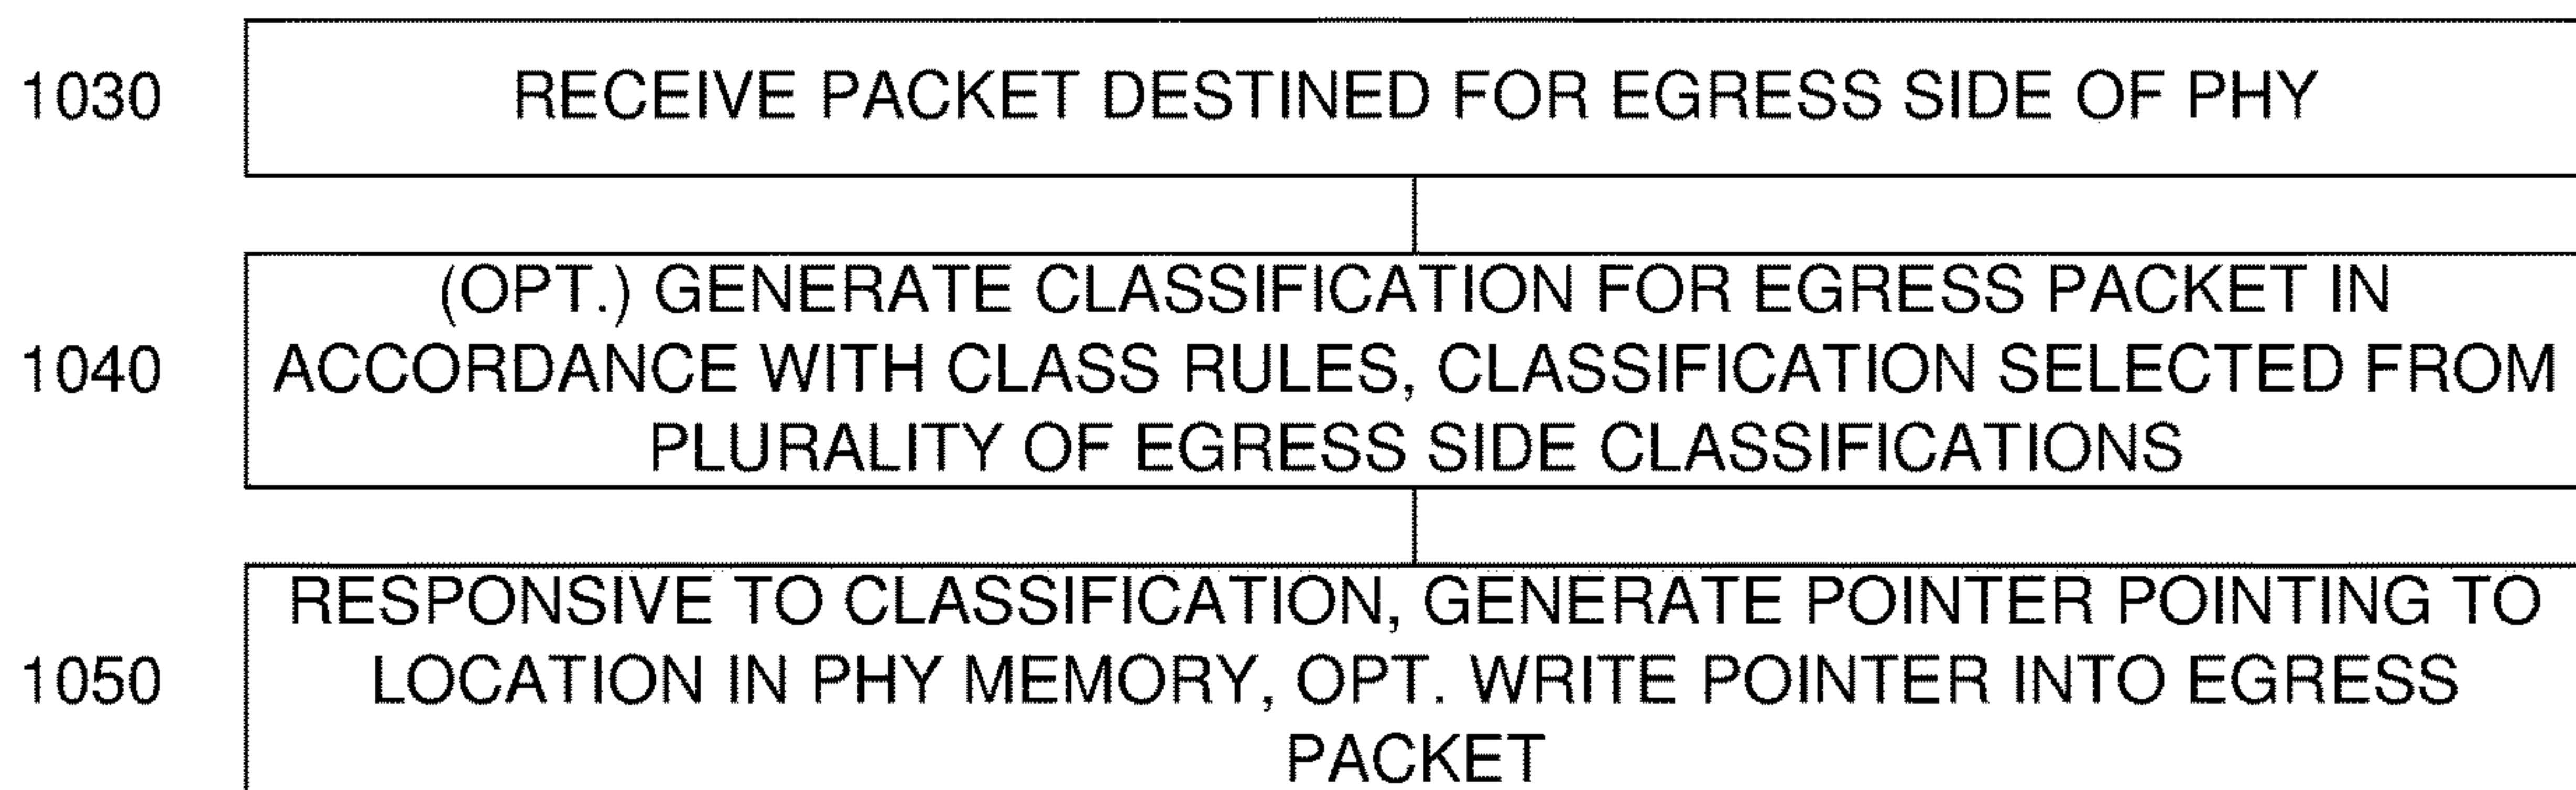 1030
RECEIVE PACKET DESTINED FOR EGRESS SIDE OF PHY
1040
(OPT.) GENERATE CLASSIFICATION FOR EGRESS PACKET IN
ACCORDANCE WITH CLASS RULES, CLASSIFICATION SELECTED FROM
PLURALITY OF EGRESS SIDE CLASSIFICATIONS
1050
RESPONSIVE TO CLASSIFICATION, GENERATE POINTER POINTING TO
LOCATION IN PHY MEMORY, OPT. WRITE POINTER INTO EGRESS
PACKET